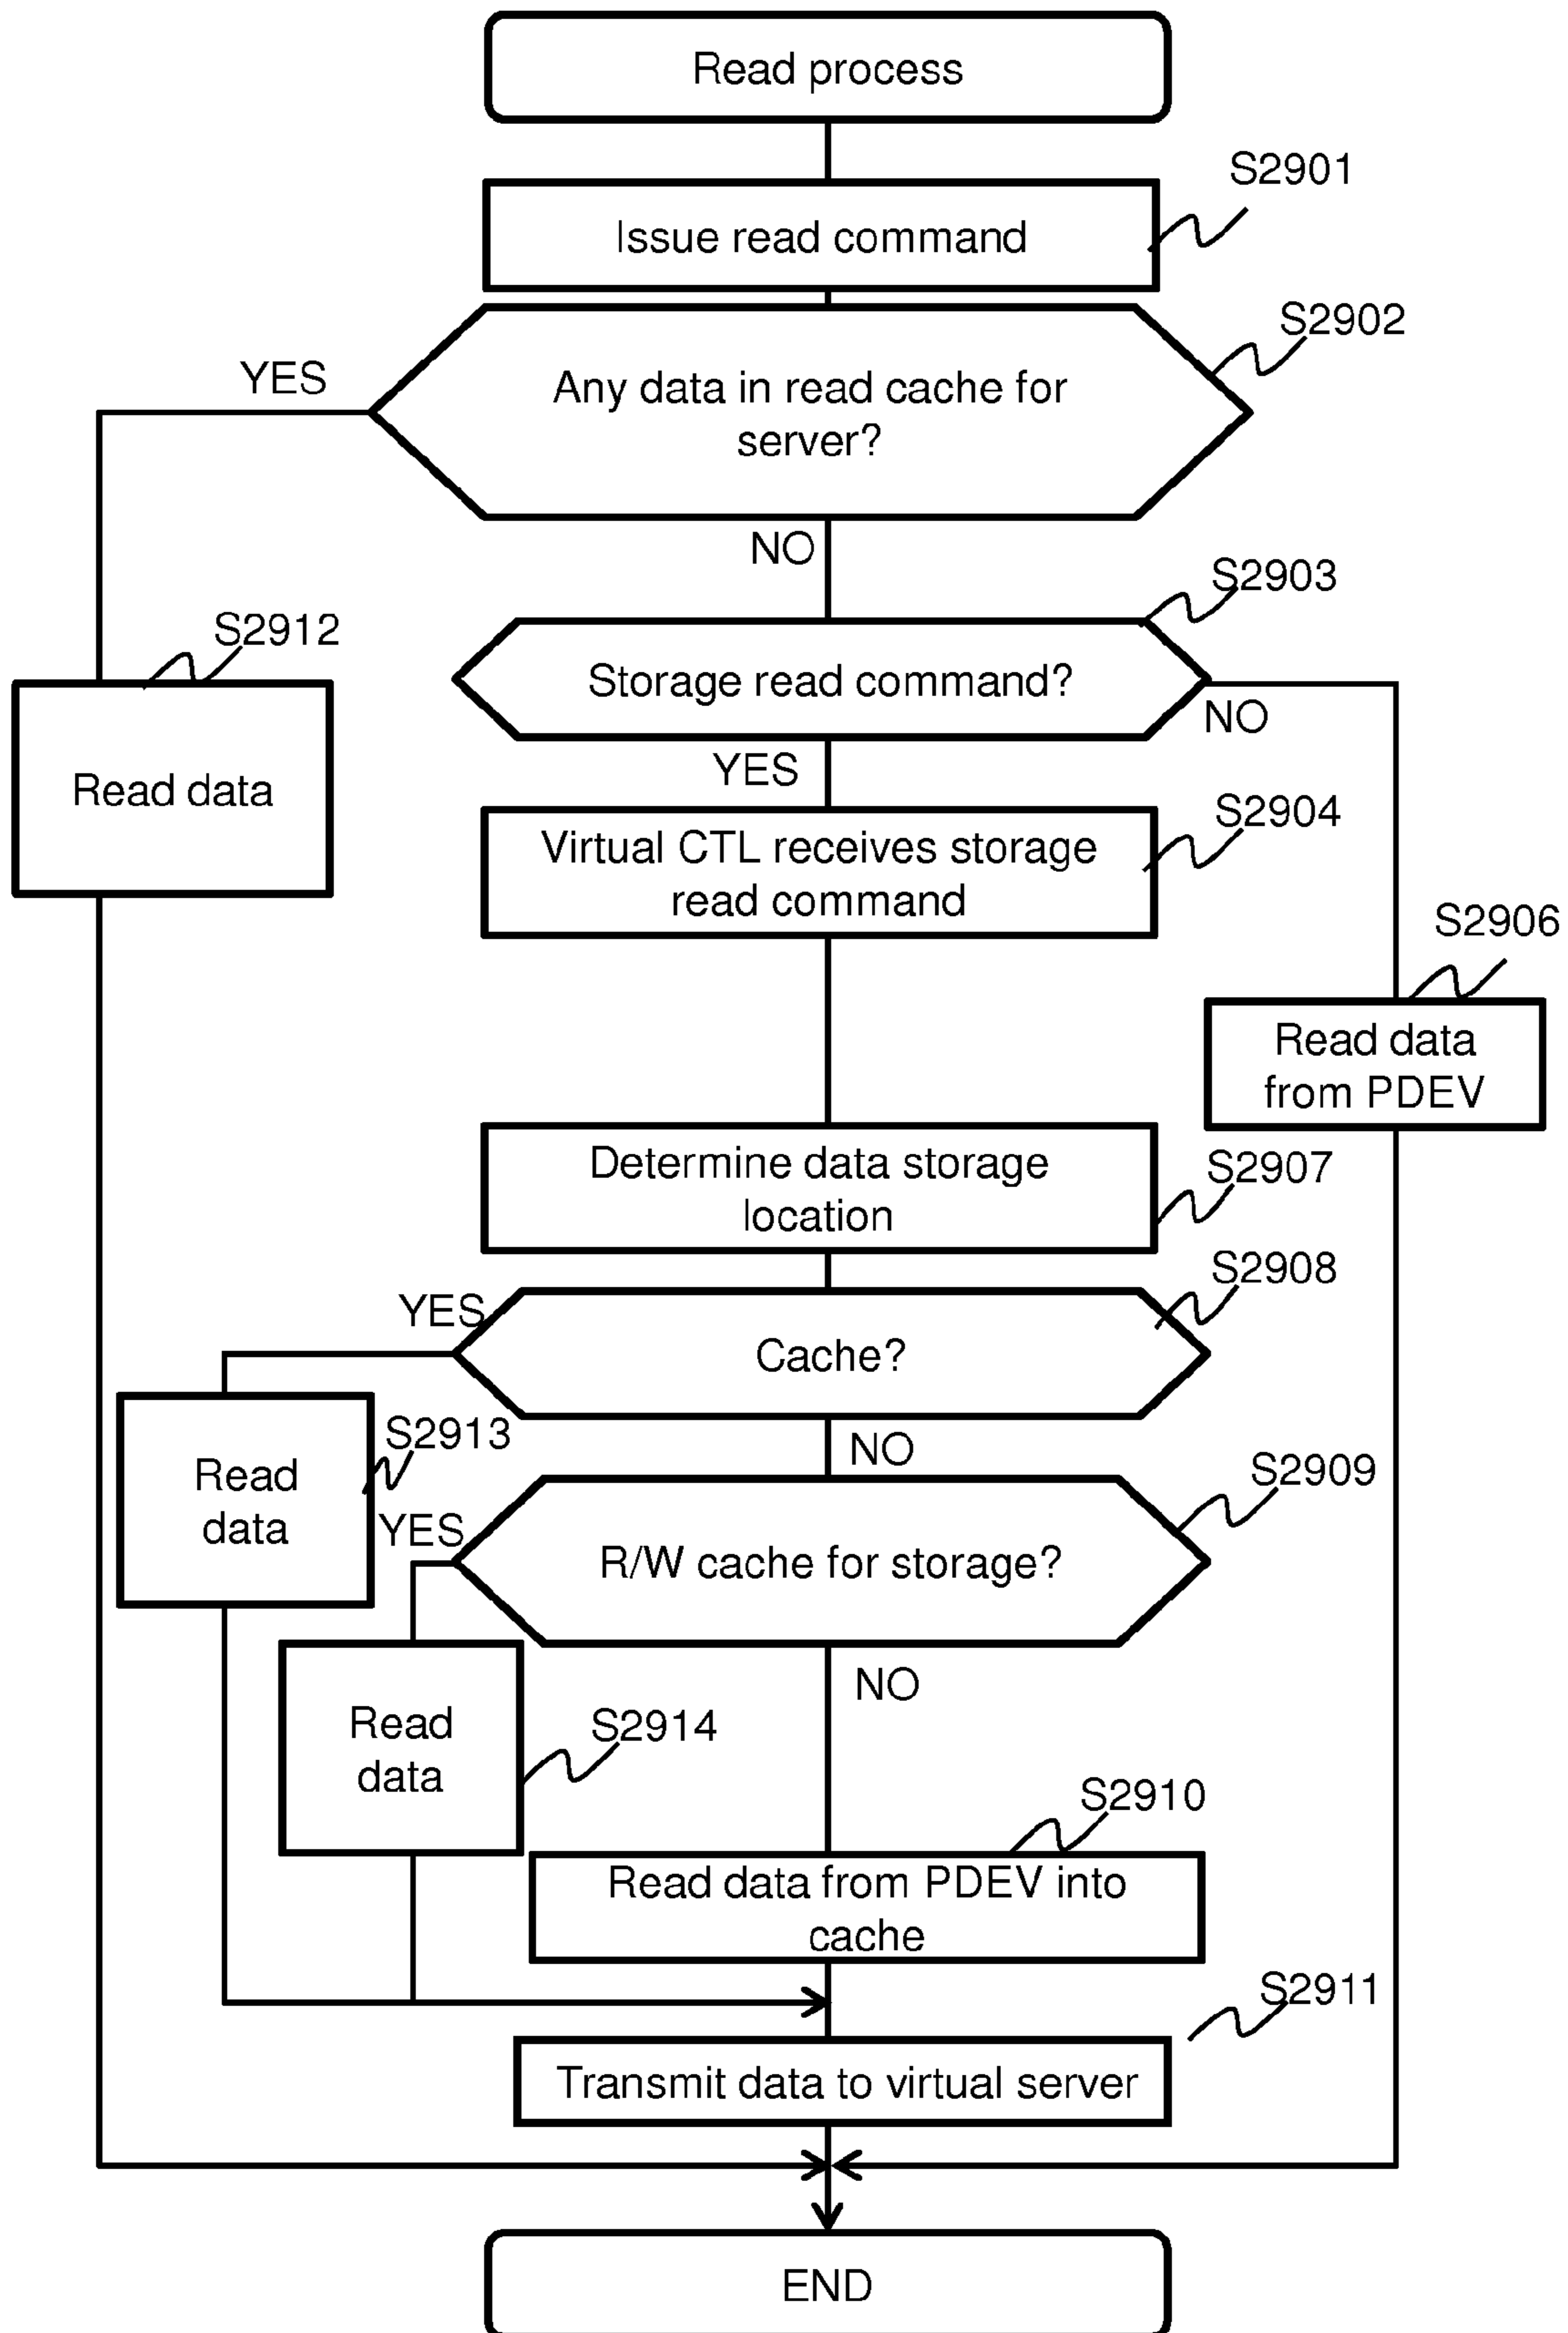 Read process
S2901
Issue read command
S2902
YES
Any data in read cache for
server?
NO
S2903
S2912
Storage read command?
NO
YES
Read data
S2904
Virtual CTL receives storage
read command
S2906
Read data
from PDEV
Determine data storage
location
S2907
S2908
YES
Cache?
S2913
NO
Read
data
S2909
YES
R/W cache for storage?
NO
Read
data
S2914
S2910
Read data from PDEV into
cache
S2911
Transmit data to virtual server
END